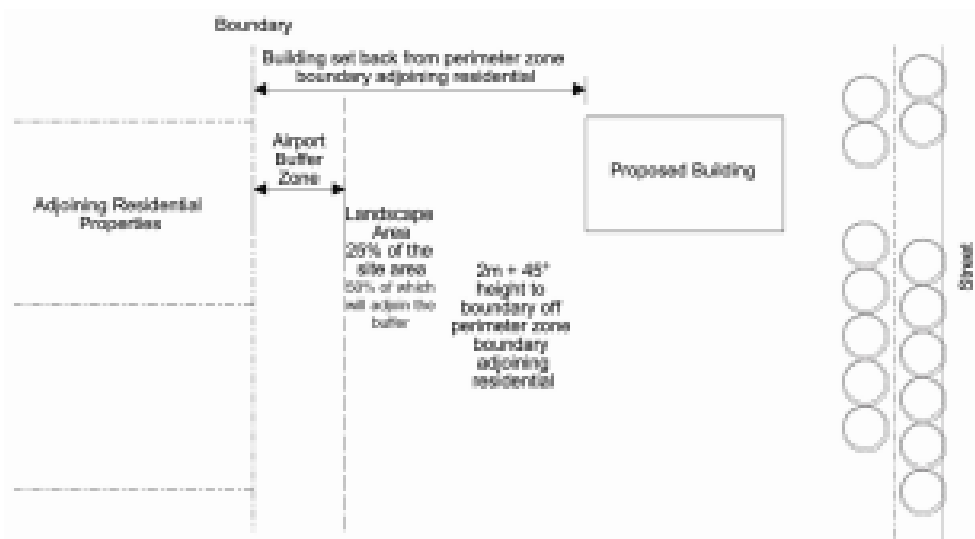 Boundary
Building set back from perimeter zone
boundary adjoining residential
Airport
Buffer
Zone
Proposed Building
Adjoining Residential
Properties
Landscape
Area
25% of the
site area
50% of which
will adjoin the
buffer
2m + 45°
height to
boundary off
perimeter zone
boundary
adjoining
residential
Street